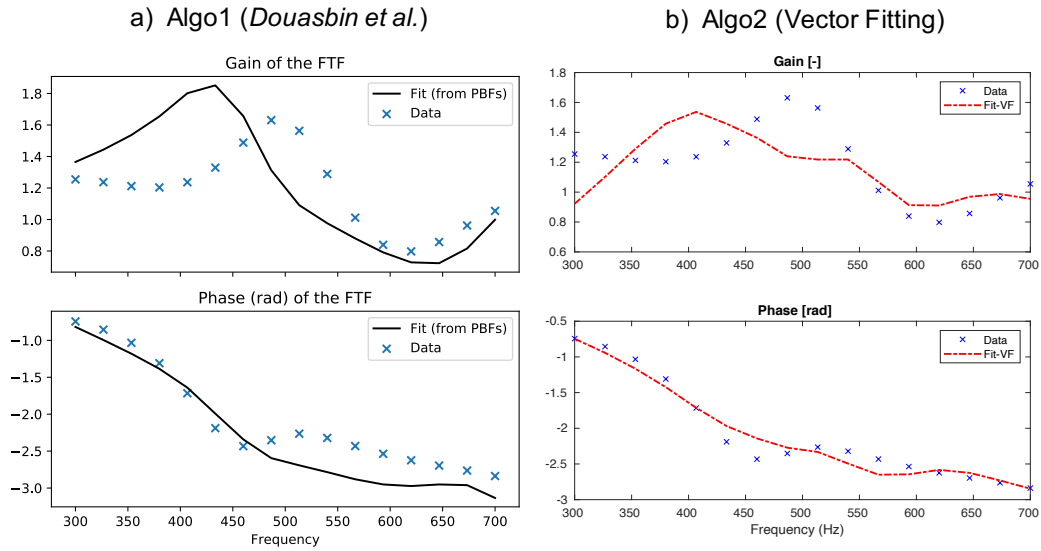 a) Algo1 (Douasbin et al.)
Gain of the FTF
1.8
1.6
1.4
1.2
1.0
0.8
Fit (from PBFs)
Data
Phase (rad) of the FTF
−1.0
−1.5
−2.0
−2.5
−3.0
Fit (from PBFs)
Data
300 350 400 450 500 550 600 650 700
Frequency
b) Algo2 (Vector Fitting)
Gain [-]
1.8
1.6
1.4
1.2
1
0.8
0.6
Data
Fit-VF
300 350 400 450 500 550 600 650 700
Phase [rad]
-0.5
-1
-1.5
-2
-2.5
-3
Data
Fit-VF
300 350 400 450 500 550 600 650 700
Frequency (Hz)